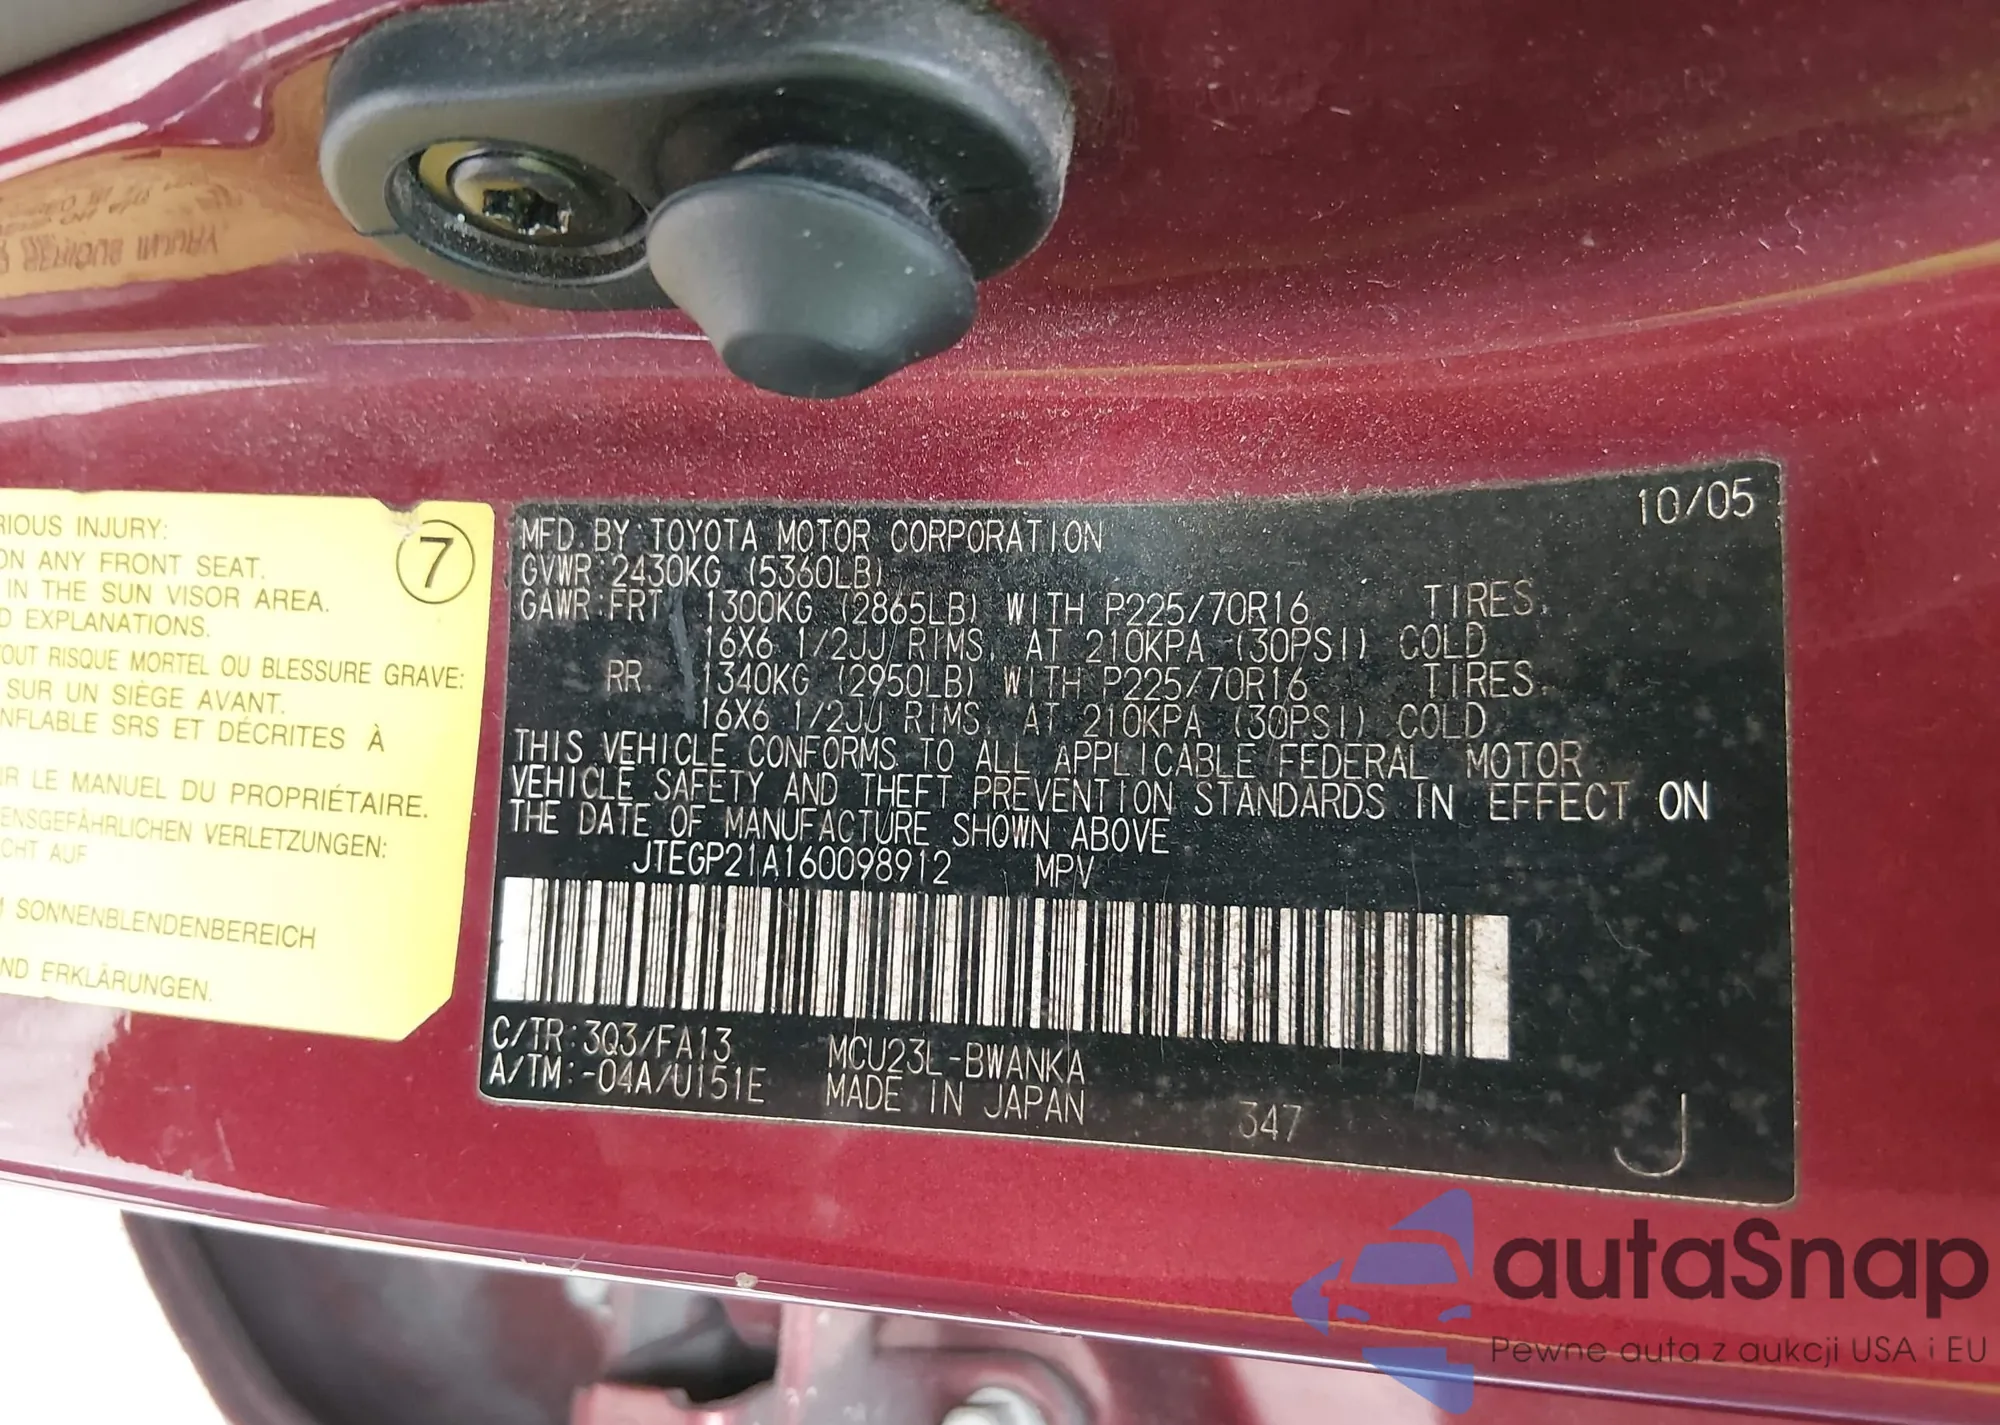 RIOUS INJURY:
ON ANY FRONT SEAT.
IN THE SUN VISOR AREA.
D EXPLANATIONS.
TOUT RISQUE MORTEL OU BLESSURE GRAVE:
SUR UN SIÈGE AVANT.
NFLABLE SRS ET DÉCRITES À
R LE MANUEL DU PROPRIÉTAIRE.
ENSGEFÄHRLICHEN VERLETZUNGEN:
CHT AUF
M SONNENBLENDENBEREICH
ND ERKLÄRUNGEN.
7
10/05
MFD. BY TOYOTA MOTOR CORPORATION
GVWR 2430KG (5360LB)
GAWR FRT 1300KG (2865LB) WITH P225/70R16 TIRES,
16X6 1/2JJ RIMS, AT 210KPA (30PSI) COLD
RR 1340KG (2950LB) WITH P225/70R16 TIRES,
16X6 1/2JJ RIMS, AT 210KPA (30PSI) COLD
THIS VEHICLE CONFORMS TO ALL APPLICABLE FEDERAL MOTOR
VEHICLE SAFETY AND THEFT PREVENTION STANDARDS IN EFFECT ON
THE DATE OF MANUFACTURE SHOWN ABOVE
JTEGP21A160098912 MPV
C/TR:3Q3/FA13 MCU23L-BWANKA
A/TM:-04A/U151E MADE IN JAPAN 347 J
autaSnap
Pewne auta z aukcji USA i EU